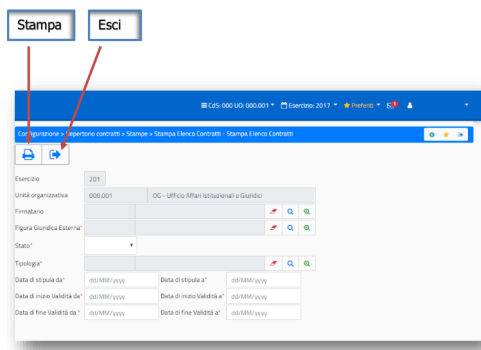 Stampa Esci
CdS: 000 UO: 000.001 Esercizio: 2017 Preferiti
Configurazione > Repertorio contratti > Stampe > Stampa Elenco Contratti - Stampa Elenco Contratti
Esercizio 201
Unità organizzativa 000.001 DG - Ufficio Affari Istituzionali e Giuridici
Firmatario
Figura Giuridica Esterna*
Stato*
Tipologia*
Data di stipula da* dd/MM/yyyy Data di stipula a* dd/MM/yyyy
Data di inizio Validità da* dd/MM/yyyy Data di inizio Validità a* dd/MM/yyyy
Data di fine Validità da * dd/MM/yyyy Data di fine Validità a* dd/MM/yyyy